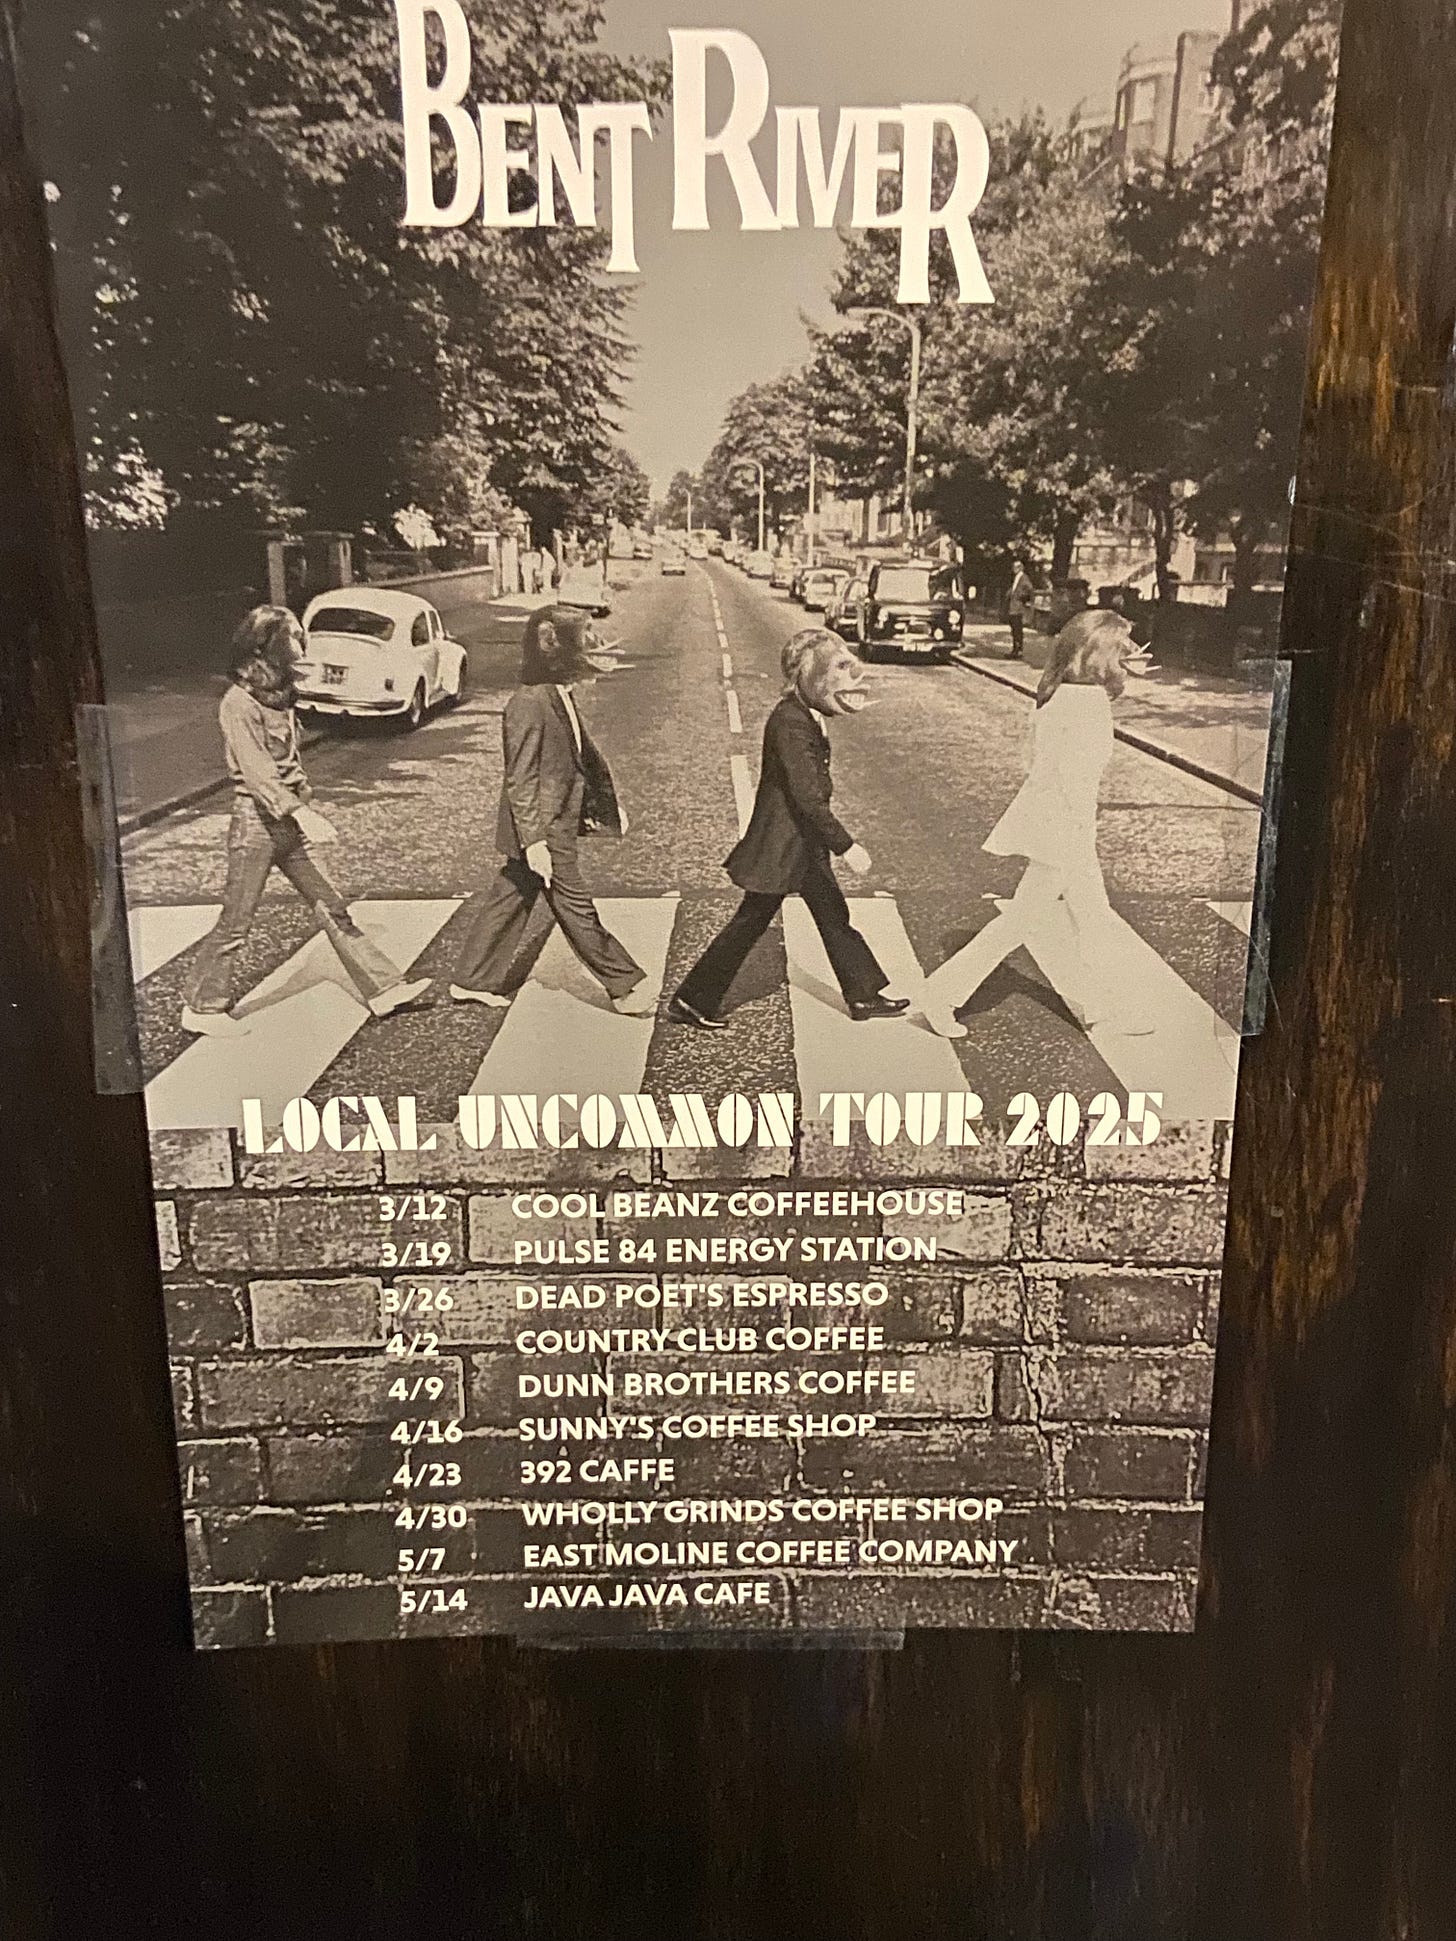 BENT RIVER
LOCAL UNCOMMON TOUR 2025
3/12 COOL BEANZ COFFEEHOUSE
3/19 PULSE 84 ENERGY STATION
3/26 DEAD POET'S ESPRESSO
4/2 COUNTRY CLUB COFFEE
4/9 DUNN BROTHERS COFFEE
4/16 SUNNY'S COFFEE SHOP
4/23 392 CAFFE
4/30 WHOLLY GRINDS COFFEE SHOP
5/7 EAST MOLINE COFFEE COMPANY
5/14 JAVA JAVA CAFE